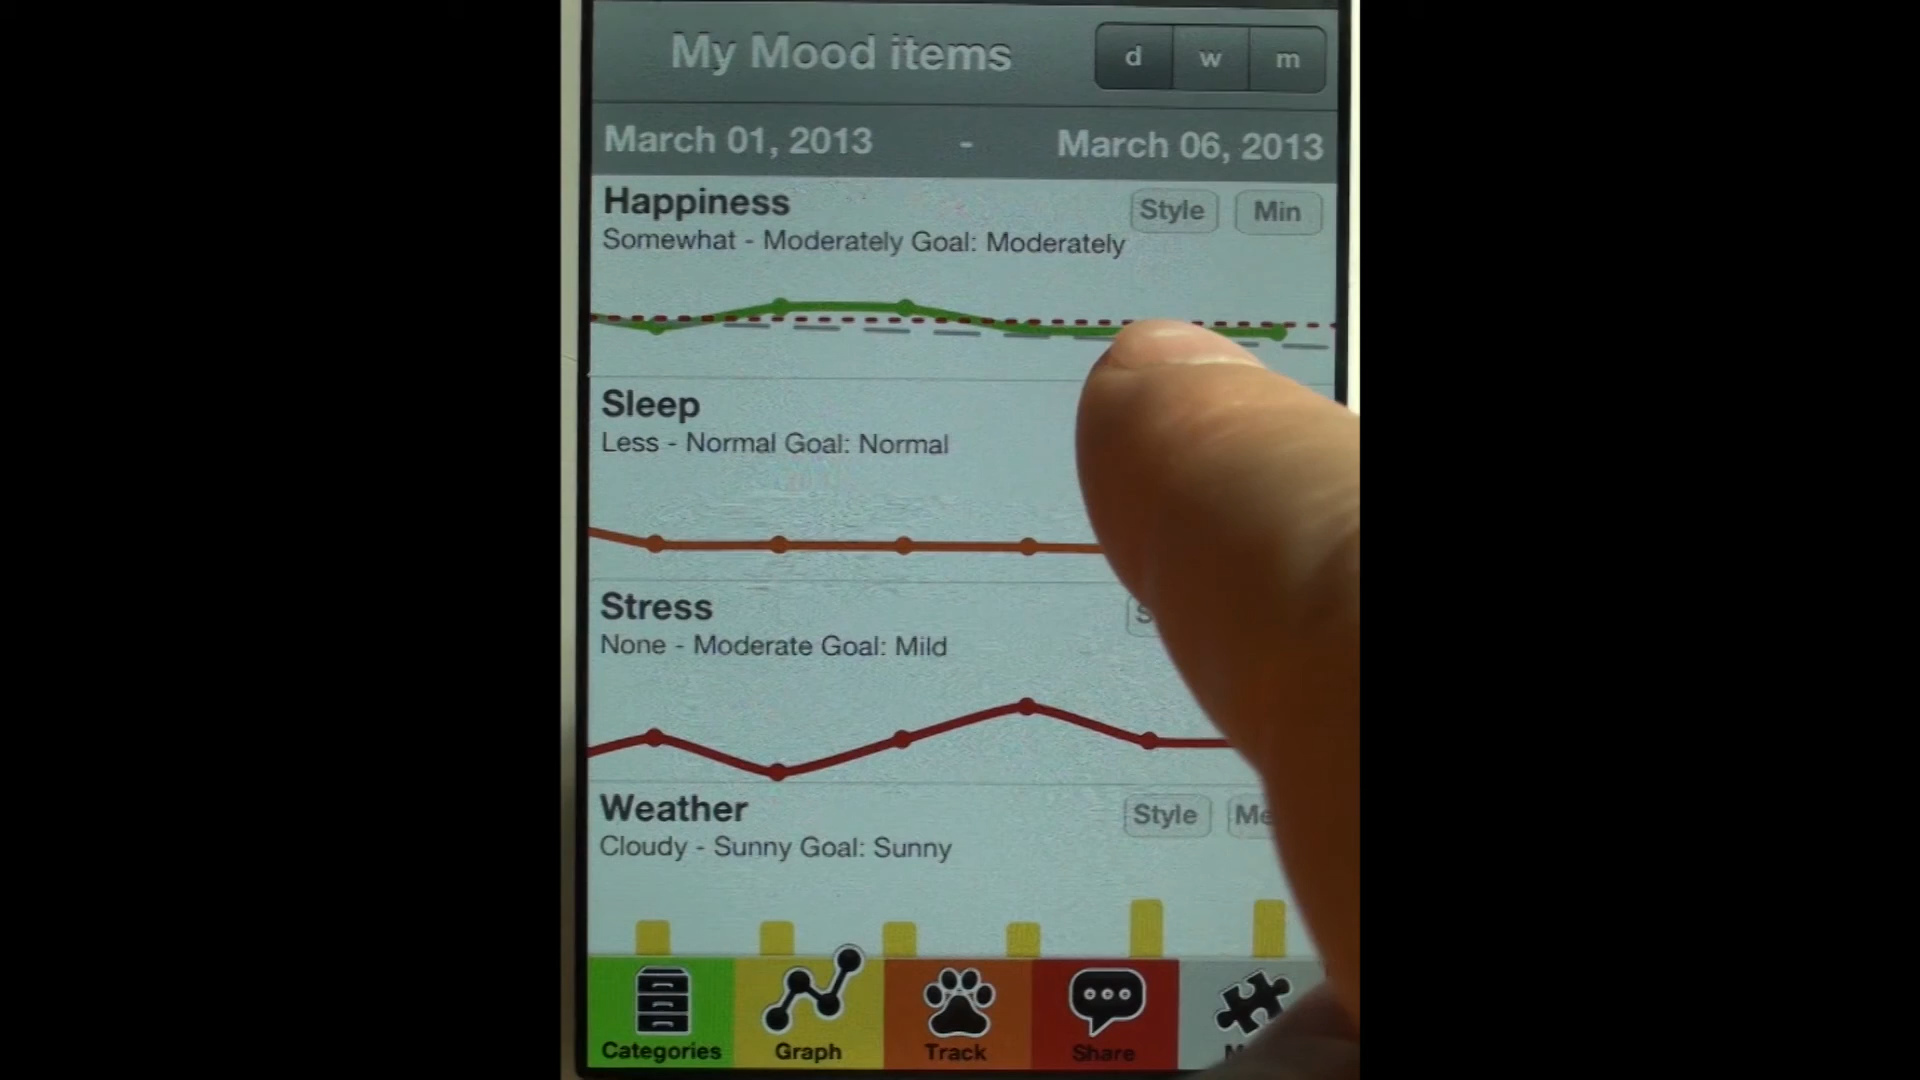 My Mood items
d w m
March 01, 2013 - March 06, 2013
Happiness
Style Min
Somewhat - Moderately Goal: Moderately
Sleep
Less - Normal Goal: Normal
Stress
None - Moderate Goal: Mild
Weather
Style
Cloudy - Sunny Goal: Sunny
Categories Graph Track Share